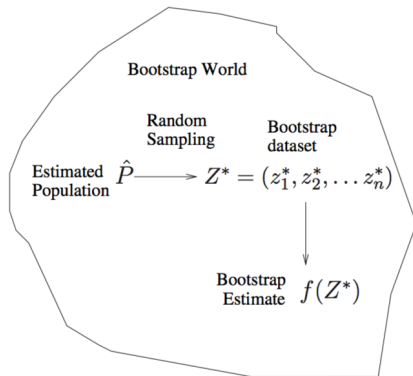 Bootstrap World
Random
Sampling
Bootstrap
dataset
Estimated
Population
P̂
Z* = (z₁*, z₂*, . . . zₙ*)
Bootstrap
Estimate
f(Z*)